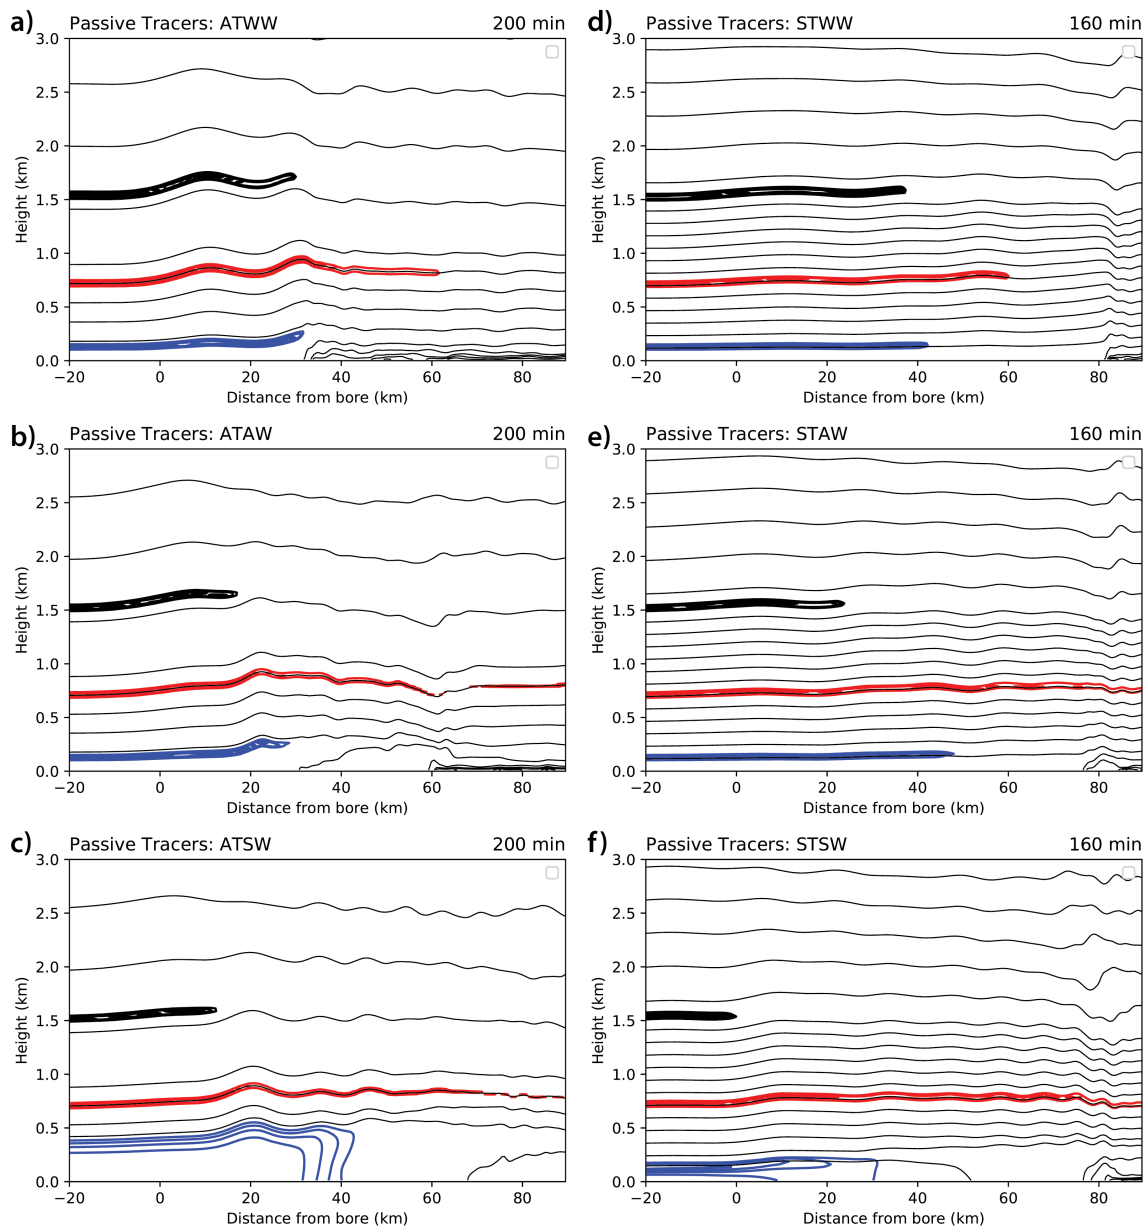 a) Passive Tracers: ATWW 200 min
3.0
2.5
2.0
1.5
1.0
0.5
0.0
Height (km)
−20 0 20 40 60 80
Distance from bore (km)
d) Passive Tracers: STWW 160 min
3.0
2.5
2.0
1.5
1.0
0.5
0.0
Height (km)
−20 0 20 40 60 80
Distance from bore (km)
b) Passive Tracers: ATAW 200 min
3.0
2.5
2.0
1.5
1.0
0.5
0.0
Height (km)
−20 0 20 40 60 80
Distance from bore (km)
e) Passive Tracers: STAW 160 min
3.0
2.5
2.0
1.5
1.0
0.5
0.0
Height (km)
−20 0 20 40 60 80
Distance from bore (km)
c) Passive Tracers: ATSW 200 min
3.0
2.5
2.0
1.5
1.0
0.5
0.0
Height (km)
−20 0 20 40 60 80
Distance from bore (km)
f) Passive Tracers: STSW 160 min
3.0
2.5
2.0
1.5
1.0
0.5
0.0
Height (km)
−20 0 20 40 60 80
Distance from bore (km)